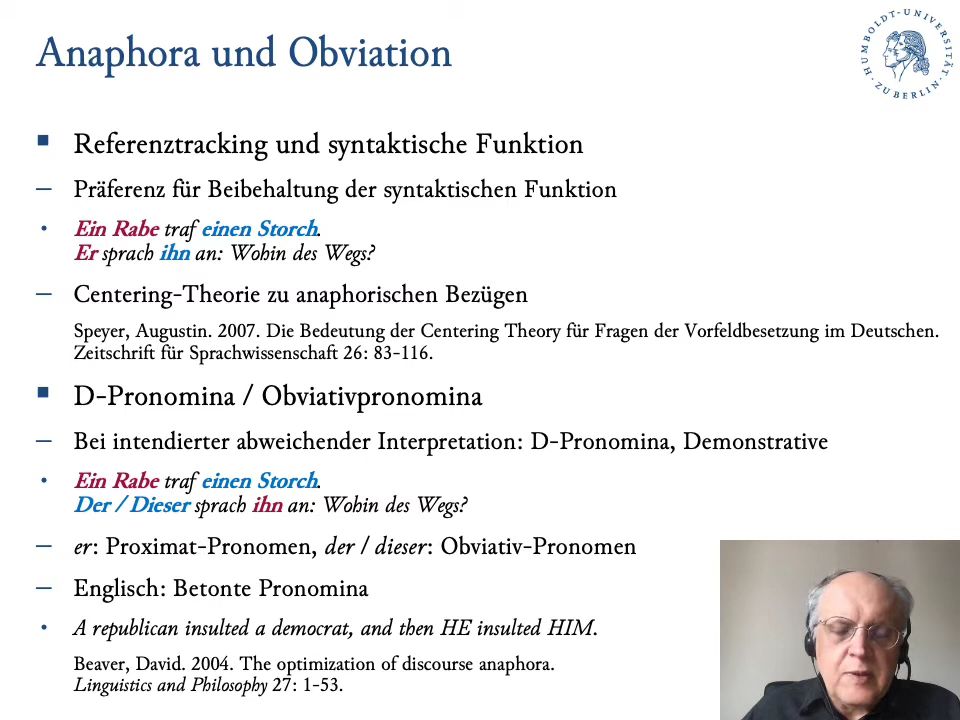 Anaphora und Obviation
HUMBOLDT-UNIVERSITÄT ZU BERLIN
Referenztracking und syntaktische Funktion
Präferenz für Beibehaltung der syntaktischen Funktion
Ein Rabe traf einen Storch.
Er sprach ihn an: Wohin des Wegs?
Centering-Theorie zu anaphorischen Bezügen
Speyer, Augustin. 2007. Die Bedeutung der Centering Theory für Fragen der Vorfeldbesetzung im Deutschen.
Zeitschrift für Sprachwissenschaft 26: 83-116.
D-Pronomina / Obviativpronomina
Bei intendierter abweichender Interpretation: D-Pronomina, Demonstrative
Ein Rabe traf einen Storch.
Der / Dieser sprach ihn an: Wohin des Wegs?
er: Proximat-Pronomen, der / dieser: Obviativ-Pronomen
Englisch: Betonte Pronomina
A republican insulted a democrat, and then HE insulted HIM.
Beaver, David. 2004. The optimization of discourse anaphora.
Linguistics and Philosophy 27: 1-53.